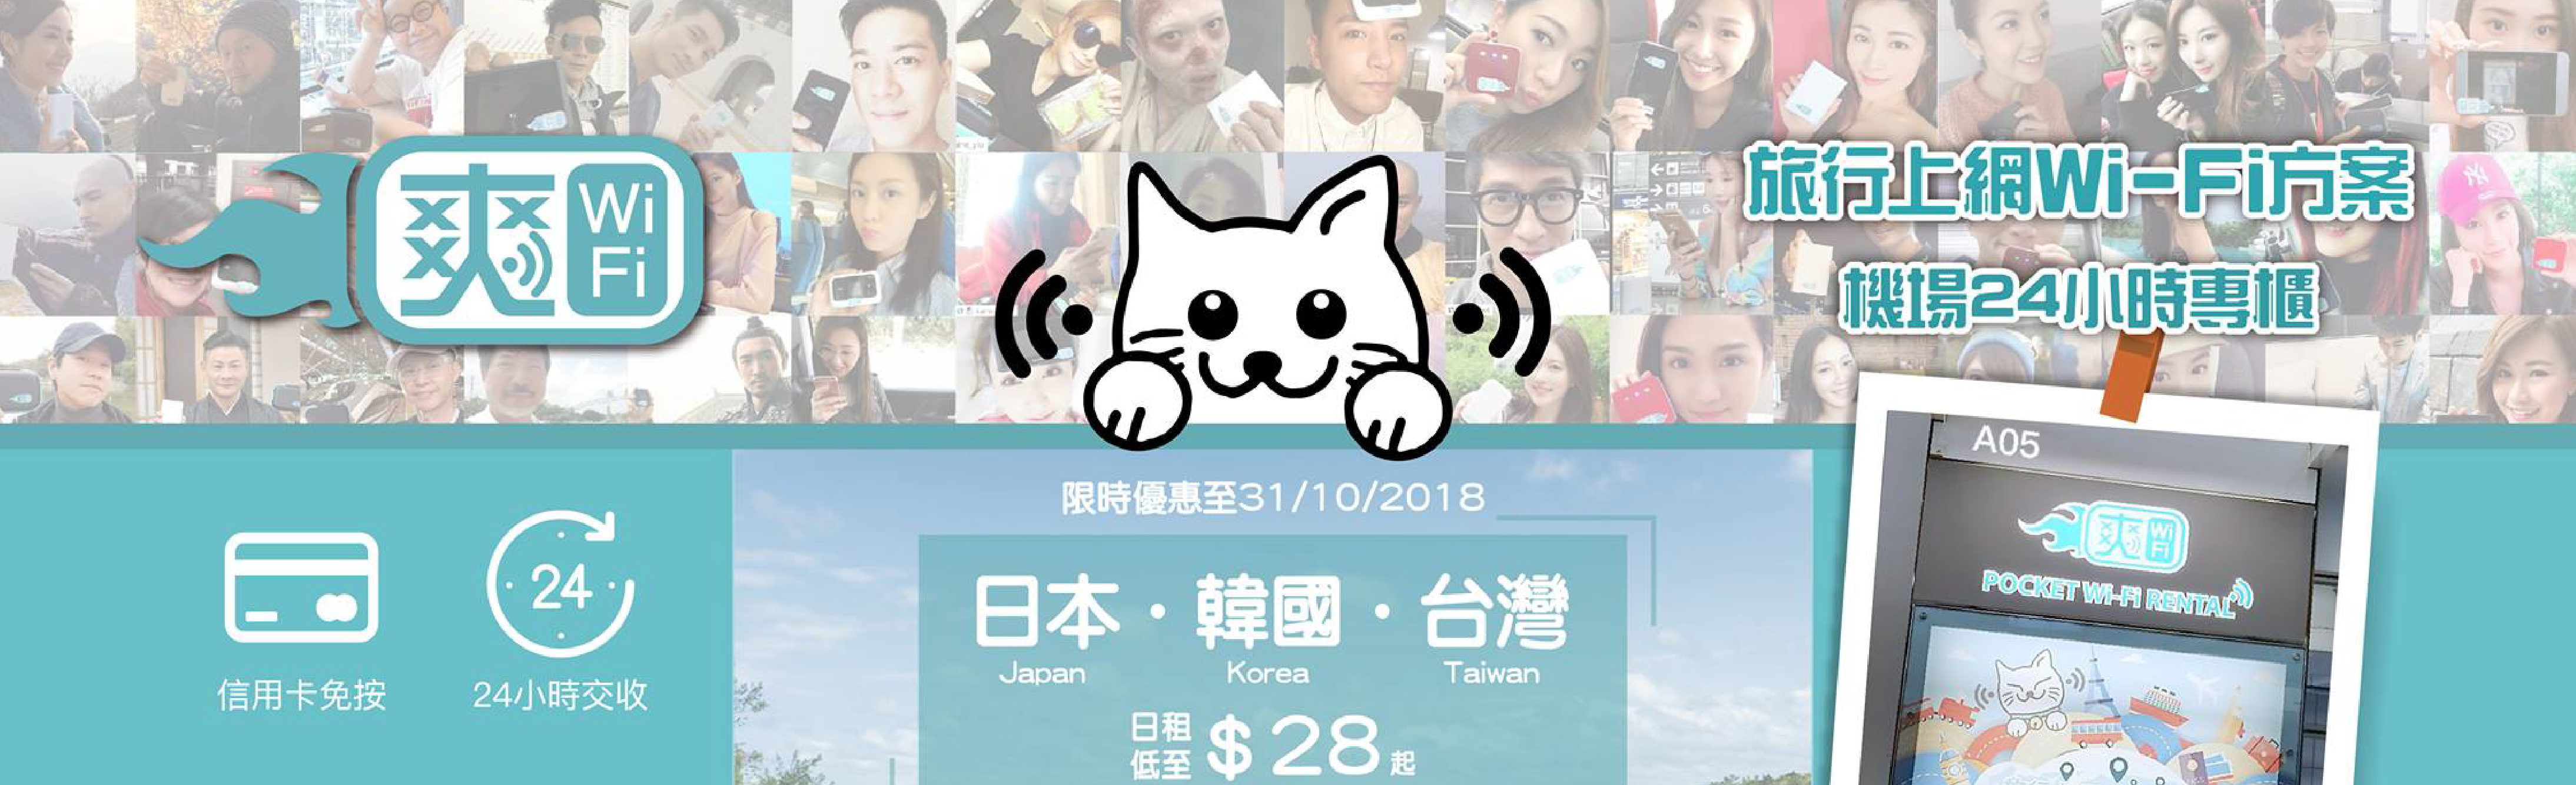 爽 Wi Fi
旅行上網Wi-Fi方案
機場24小時專櫃
限時優惠至31/10/2018
日本・韓國・台灣
Japan Korea Taiwan
日租低至 $28起
24
信用卡免按
24小時交收
A05
爽 Wi Fi
POCKET Wi-Fi RENTAL